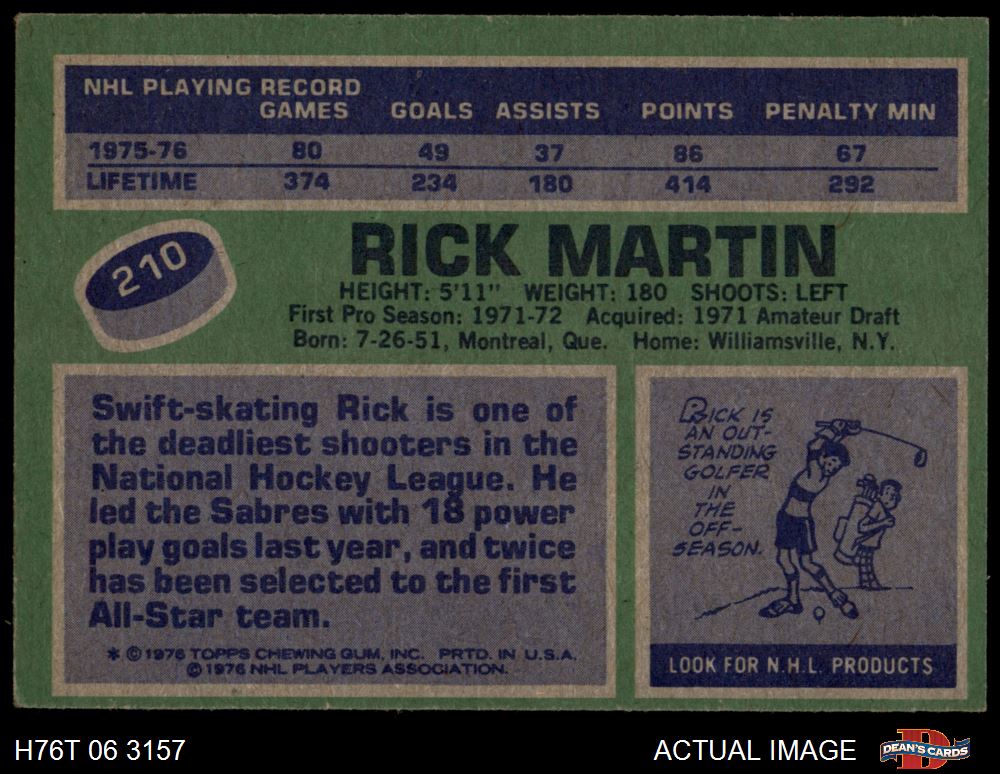 NHL PLAYING RECORD
GAMES GOALS ASSISTS POINTS PENALTY MIN
1975-76 80 49 37 86 67
LIFETIME 374 234 180 414 292
210
RICK MARTIN
HEIGHT: 5'11" WEIGHT: 180 SHOOTS: LEFT
First Pro Season: 1971-72 Acquired: 1971 Amateur Draft
Born: 7-26-51, Montreal, Que. Home: Williamsville, N.Y.
Swift-skating Rick is one of
the deadliest shooters in the
National Hockey League. He
led the Sabres with 18 power
play goals last year, and twice
has been selected to the first
All-Star team.
* ©1976 TOPPS CHEWING GUM, INC. PRTD. IN U.S.A.
©1976 NHL PLAYERS ASSOCIATION.
RICK IS
AN OUT-
STANDING
GOLFER
IN
THE
OFF-
SEASON.
LOOK FOR N.H.L. PRODUCTS
H76T 06 3157
ACTUAL IMAGE
DEAN'S CARDS